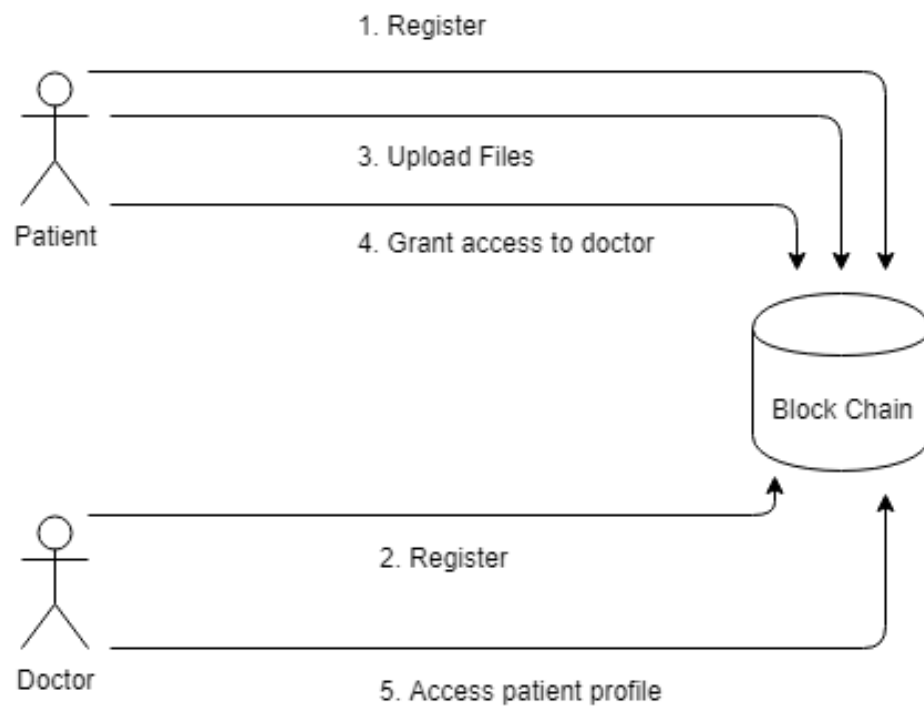 1. Register
3. Upload Files
Patient
4. Grant access to doctor
Block Chain
2. Register
Doctor
5. Access patient profile